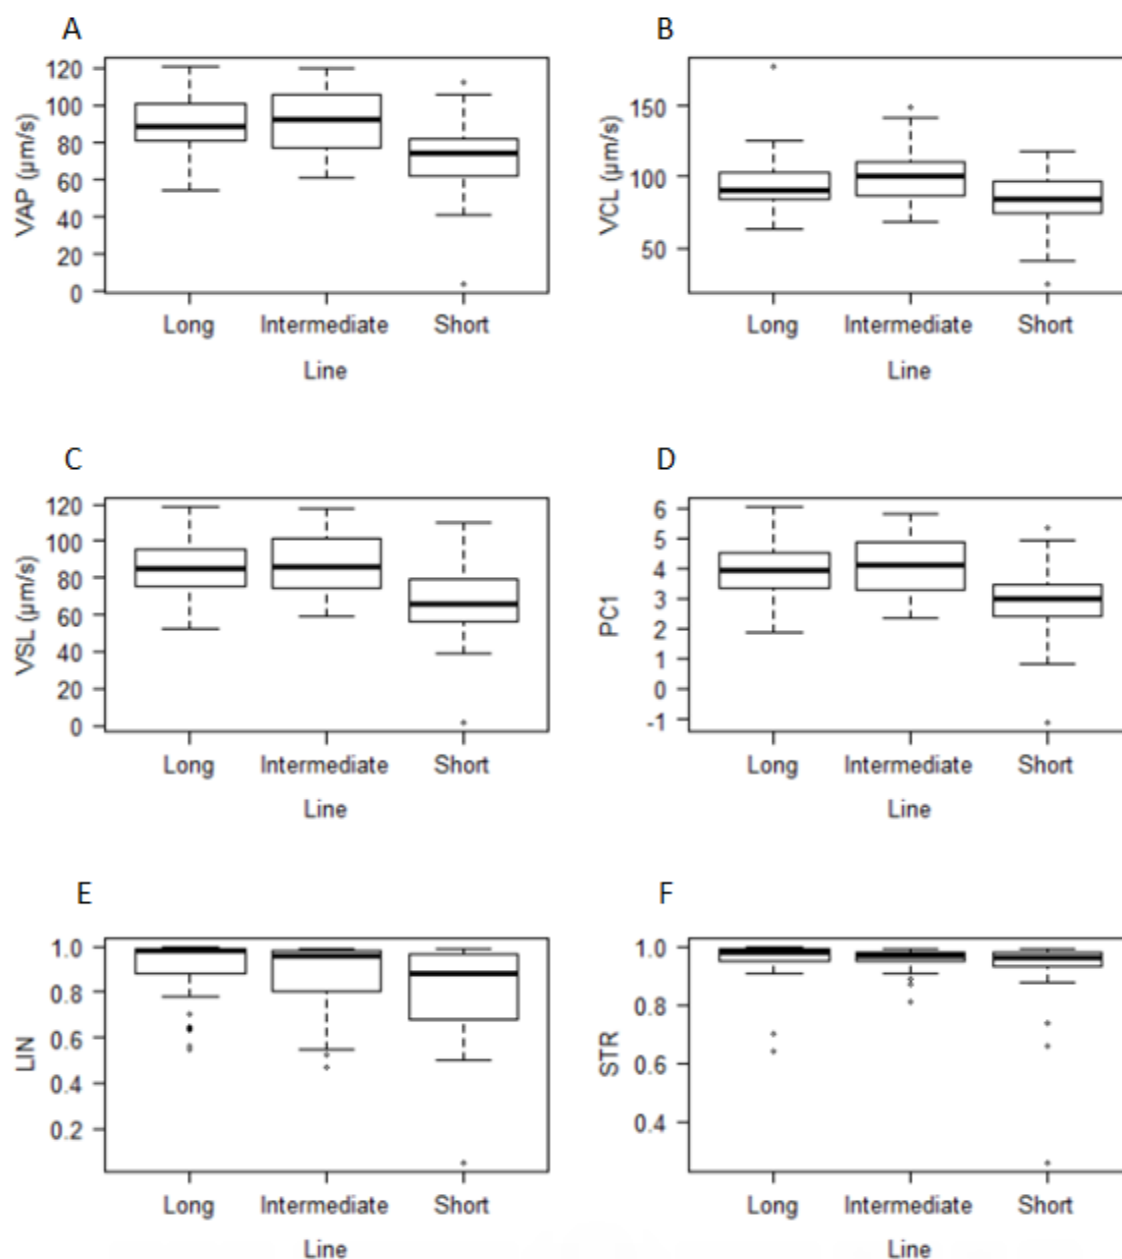 A
VAP (µm/s)
120
100
80
60
40
20
0
Long Intermediate Short
Line
B
VCL (µm/s)
150
100
50
Long Intermediate Short
Line
C
VSL (µm/s)
120
100
80
60
40
20
0
Long Intermediate Short
Line
D
PC1
6
5
4
3
2
1
0
-1
Long Intermediate Short
Line
E
LIN
1.0
0.8
0.6
0.4
0.2
Long Intermediate Short
Line
F
STR
1.0
0.8
0.6
0.4
Long Intermediate Short
Line